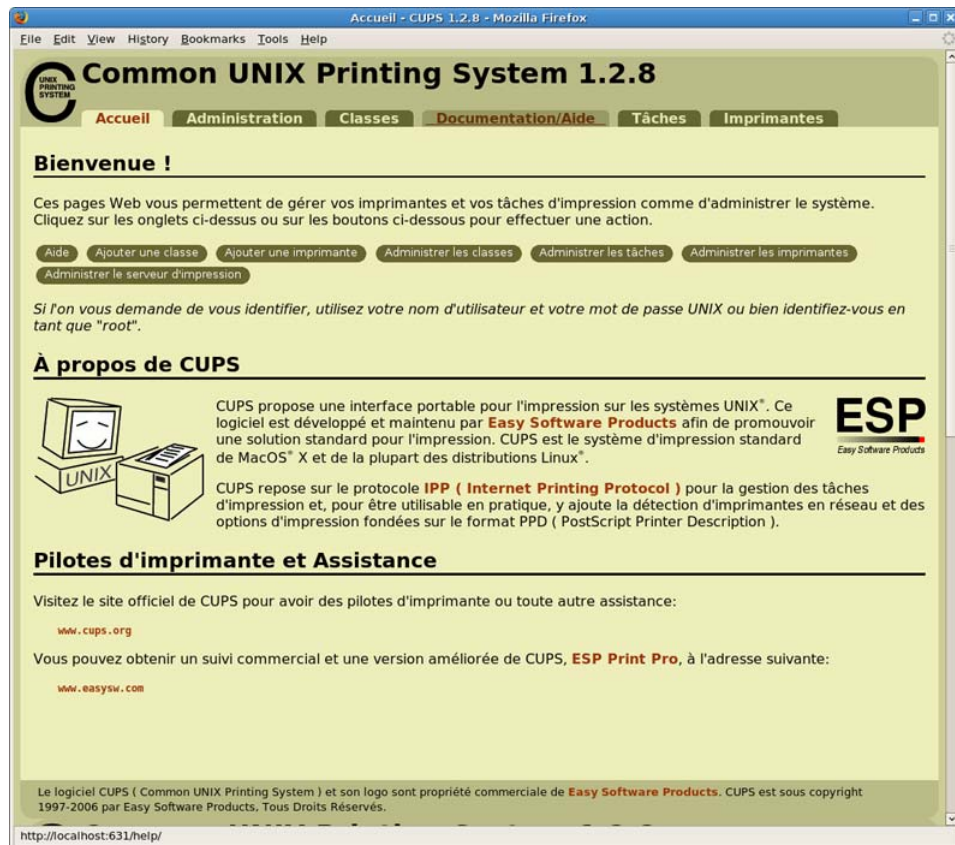 Accueil - CUPS 1.2.8 - Mozilla Firefox
File Edit View History Bookmarks Tools Help
UNIX
PRINTING
SYSTEM
Common UNIX Printing System 1.2.8
Accueil Administration Classes Documentation/Aide Tâches Imprimantes
Bienvenue !
Ces pages Web vous permettent de gérer vos imprimantes et vos tâches d'impression comme d'administrer le système.
Cliquez sur les onglets ci-dessus ou sur les boutons ci-dessous pour effectuer une action.
Aide Ajouter une classe Ajouter une imprimante Administrer les classes Administrer les tâches Administrer les imprimantes
Administrer le serveur d'impression
Si l'on vous demande de vous identifier, utilisez votre nom d'utilisateur et votre mot de passe UNIX ou bien identifiez-vous en
tant que "root".
À propos de CUPS
UNIX
CUPS propose une interface portable pour l'impression sur les systèmes UNIX®. Ce
logiciel est développé et maintenu par Easy Software Products afin de promouvoir
une solution standard pour l'impression. CUPS est le système d'impression standard
de MacOS® X et de la plupart des distributions Linux®.
ESP
Easy Software Products
CUPS repose sur le protocole IPP ( Internet Printing Protocol ) pour la gestion des tâches
d'impression et, pour être utilisable en pratique, y ajoute la détection d'imprimantes en réseau et des
options d'impression fondées sur le format PPD ( PostScript Printer Description ).
Pilotes d'imprimante et Assistance
Visitez le site officiel de CUPS pour avoir des pilotes d'imprimante ou toute autre assistance:
www.cups.org
Vous pouvez obtenir un suivi commercial et une version améliorée de CUPS, ESP Print Pro, à l'adresse suivante:
www.easysw.com
Le logiciel CUPS ( Common UNIX Printing System ) et son logo sont propriété commerciale de Easy Software Products. CUPS est sous copyright
1997-2006 par Easy Software Products, Tous Droits Réservés.
http://localhost:631/help/